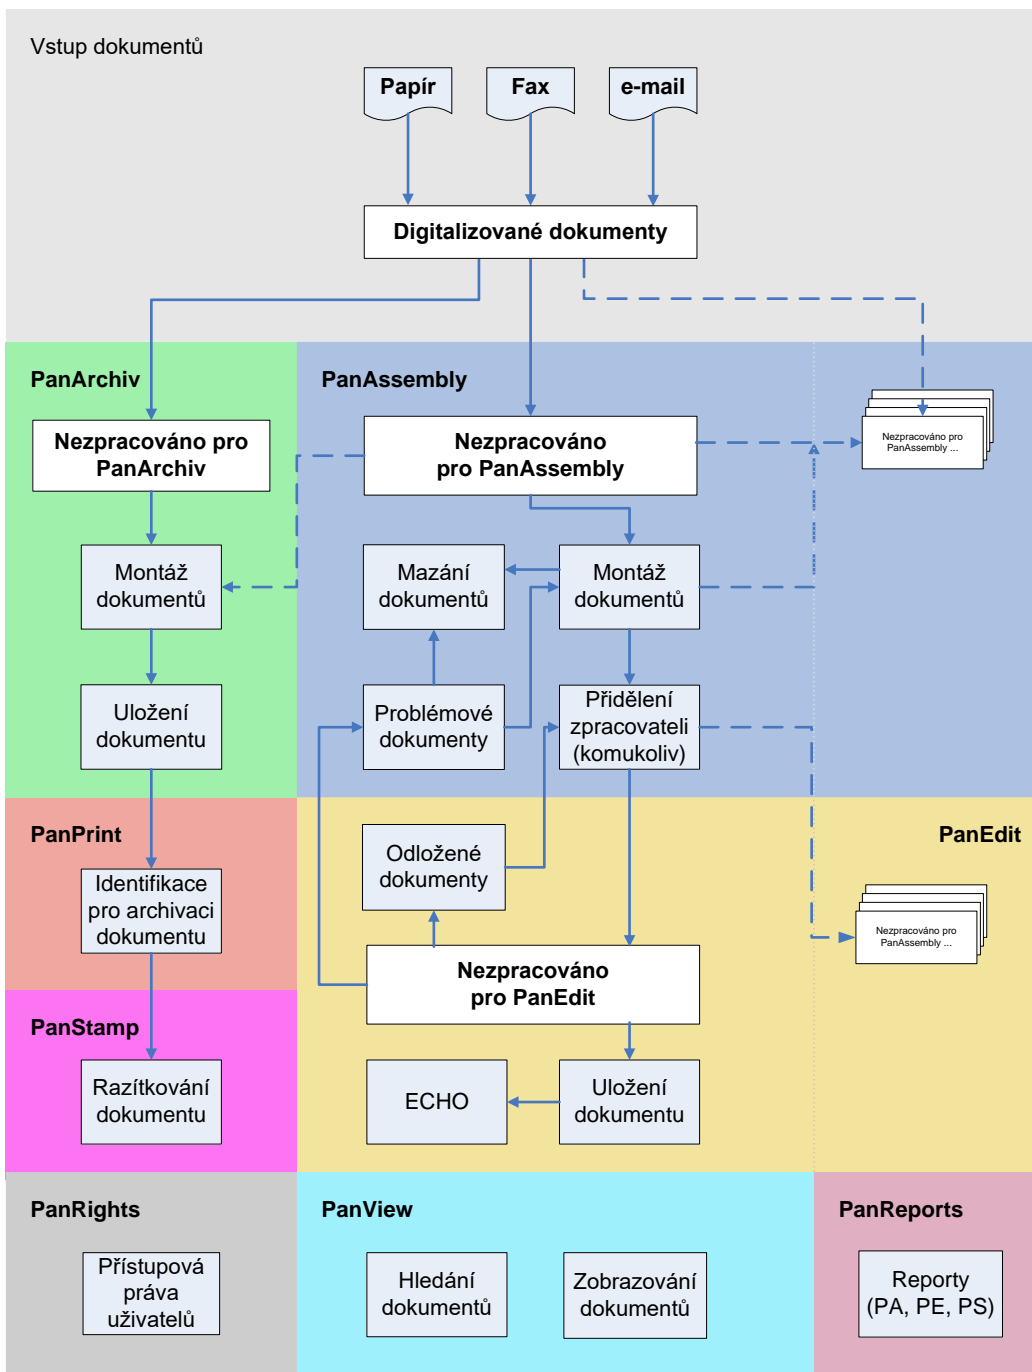 Vstup dokumentů
Papír
Fax
e-mail
Digitalizované dokumenty
PanArchiv
PanAssembly
Nezpracováno pro
PanArchiv
Nezpracováno
pro PanAssembly
Nezpracováno pro
PanAssembly ...
Montáž
dokumentů
Mazání
dokumentů
Montáž
dokumentů
Uložení
dokumentu
Problémové
dokumenty
Přidělení
zpracovateli
(komukoliv)
PanPrint
PanEdit
Identifikace
pro archivaci
dokumentu
Odložené
dokumenty
Nezpracováno pro
PanAssembly ...
Nezpracováno
pro PanEdit
PanStamp
Razítkování
dokumentu
ECHO
Uložení
dokumentu
PanRights
PanView
PanReports
Přístupová
práva
uživatelů
Hledání
dokumentů
Zobrazování
dokumentů
Reporty
(PA, PE, PS)